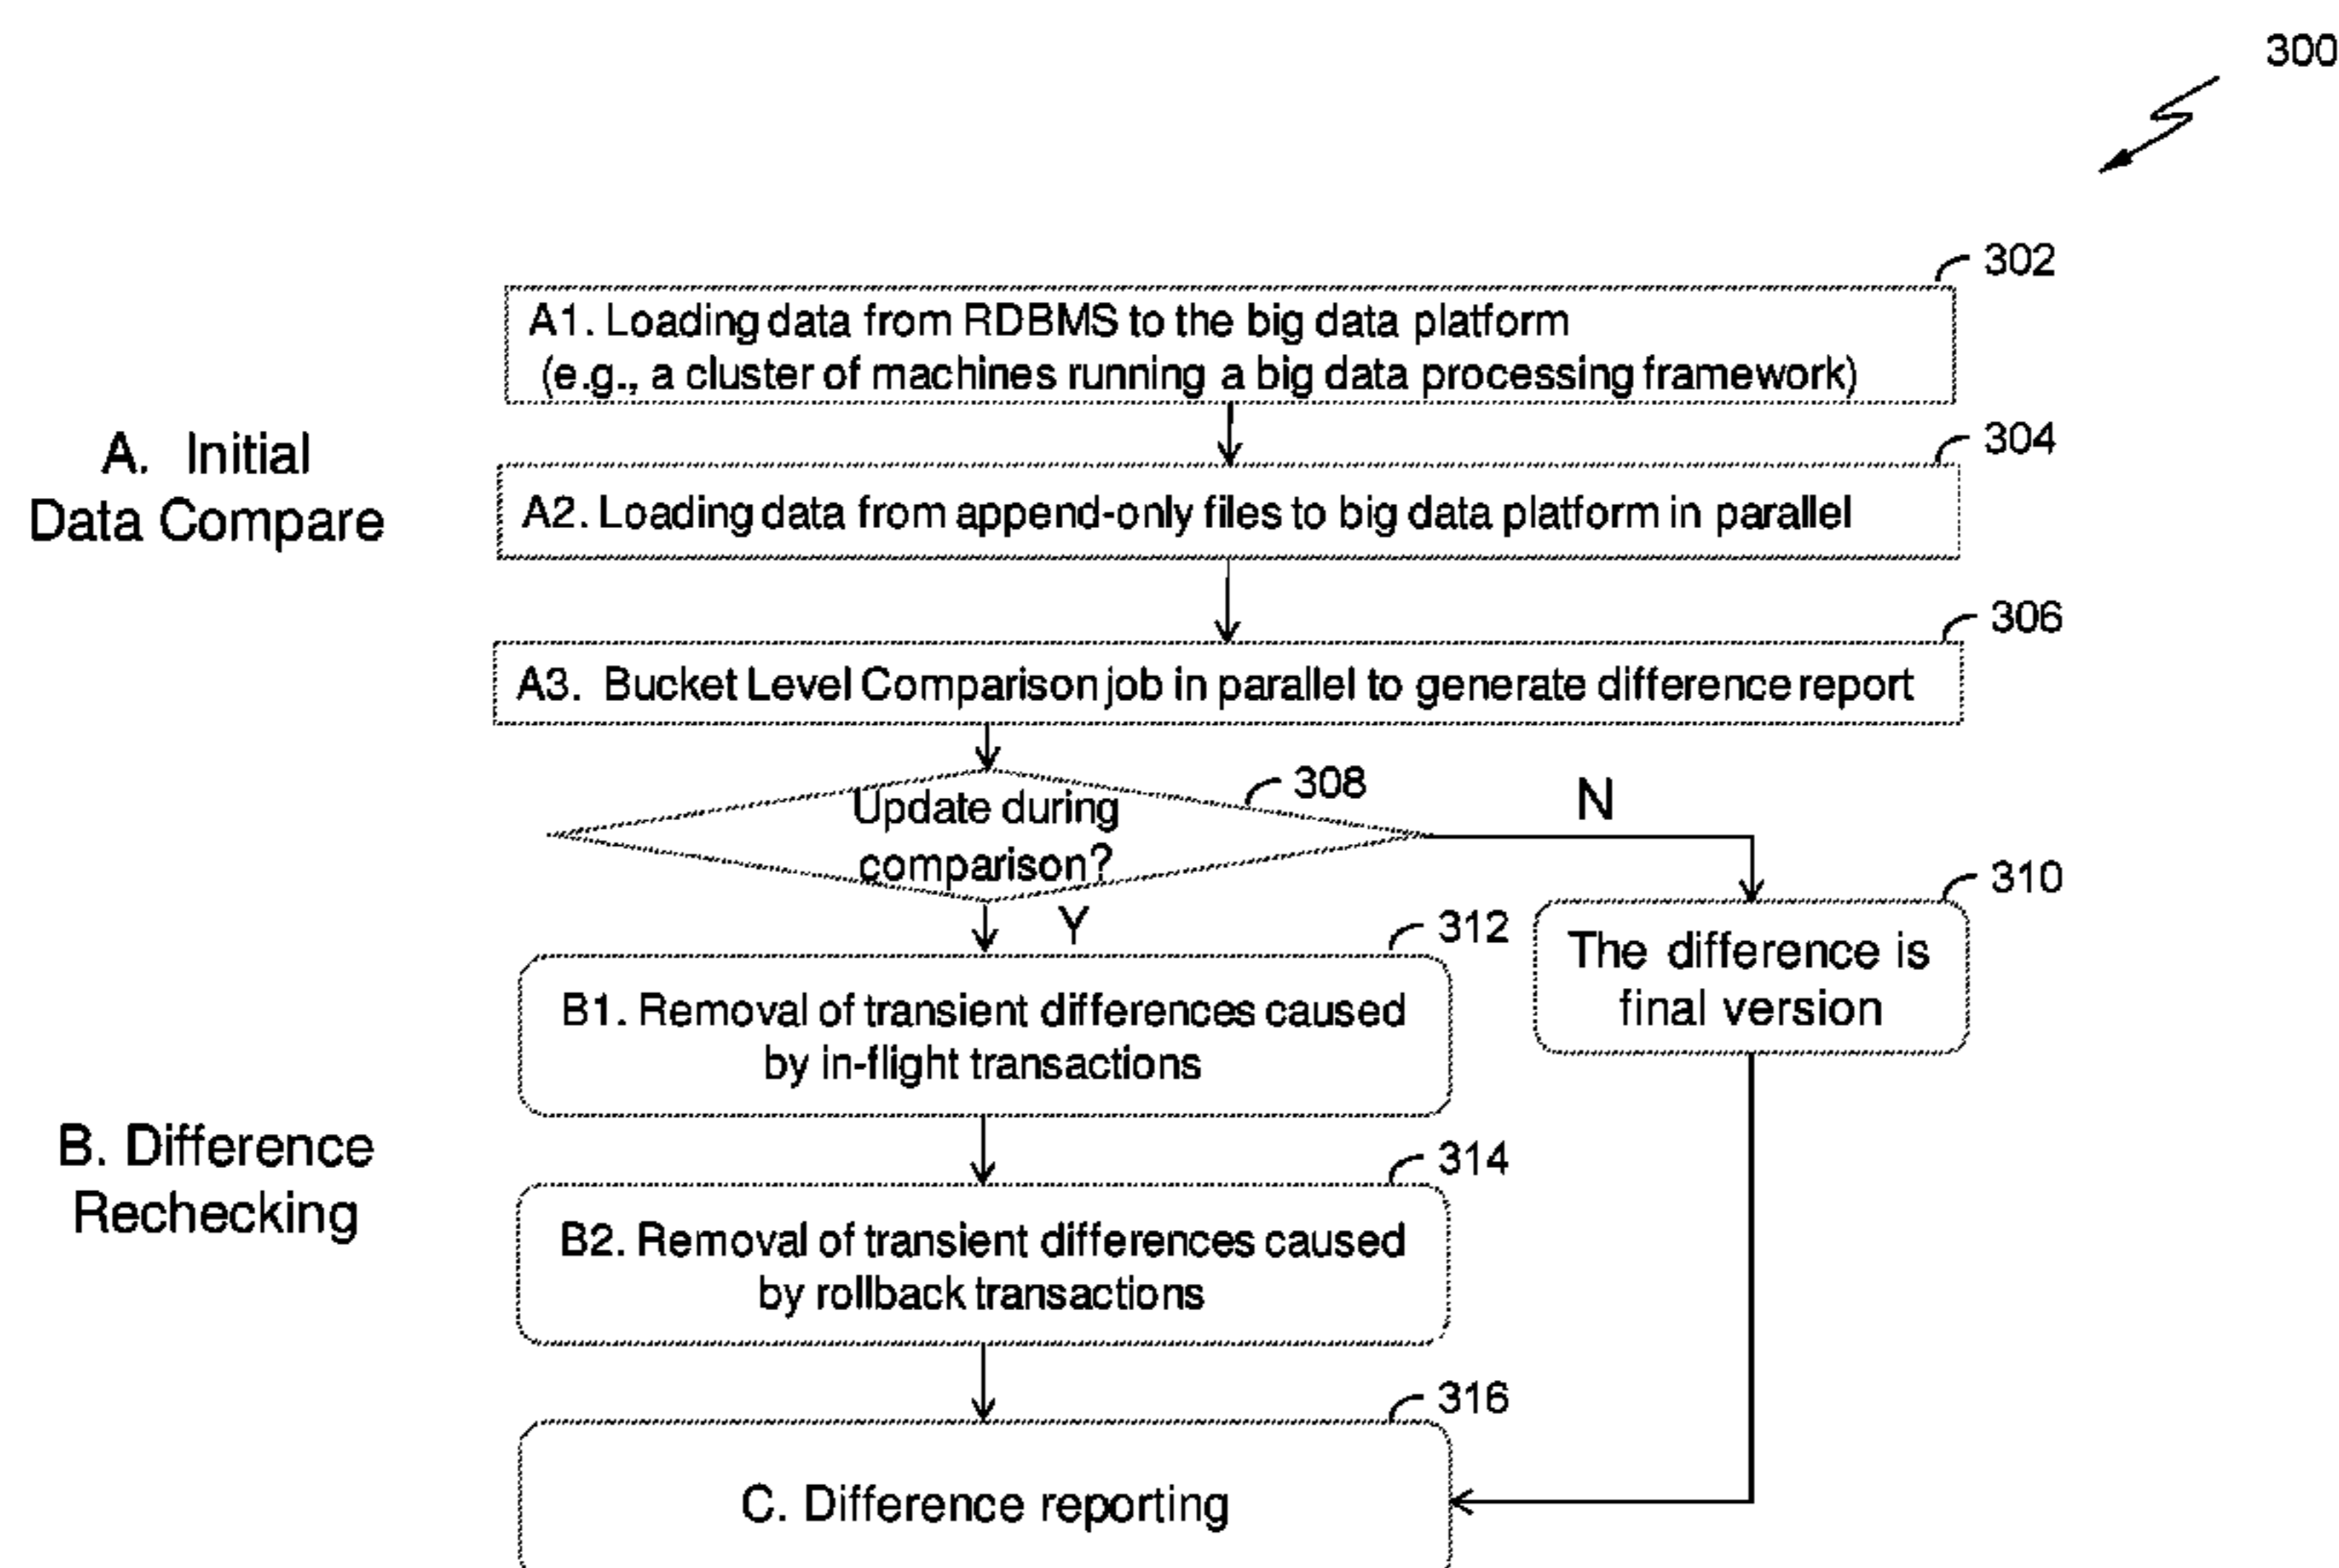 300
302
A1. Loading data from RDBMS to the big data platform
(e.g., a cluster of machines running a big data processing framework)
304
A. Initial
Data Compare
A2. Loading data from append-only files to big data platform in parallel
306
A3. Bucket Level Comparison job in parallel to generate difference report
308
Update during
comparison?
N
310
The difference is
final version
Y
312
B1. Removal of transient differences caused
by in-flight transactions
B. Difference
Rechecking
314
B2. Removal of transient differences caused
by rollback transactions
316
C. Difference reporting